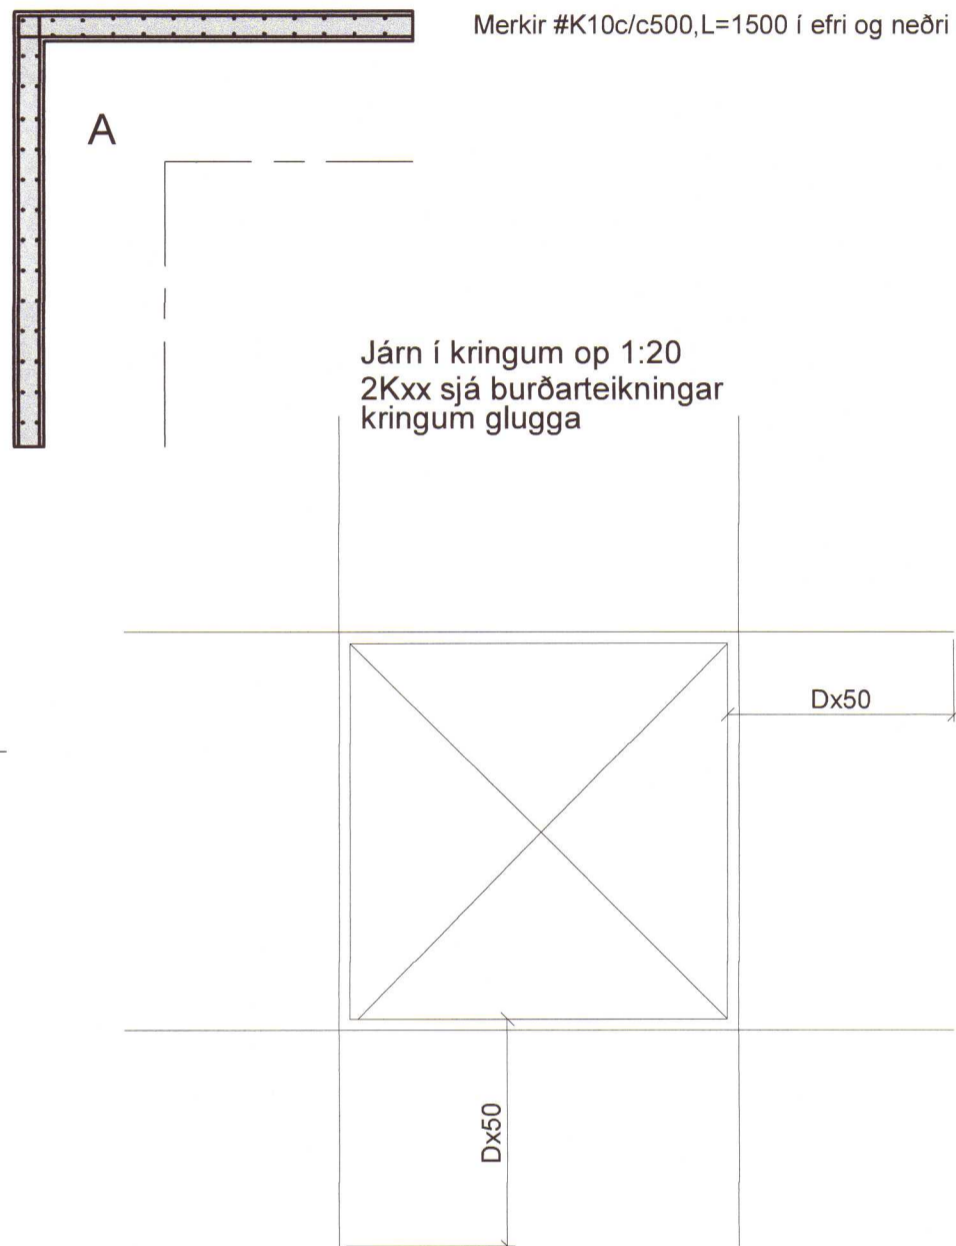 Merkir #K10c/c500,L=1500 í efri og neðri
A
Járn í kringum op 1:20
2Kxx sjá burðarteikningar
kringum glugga
Dx50
Dx50